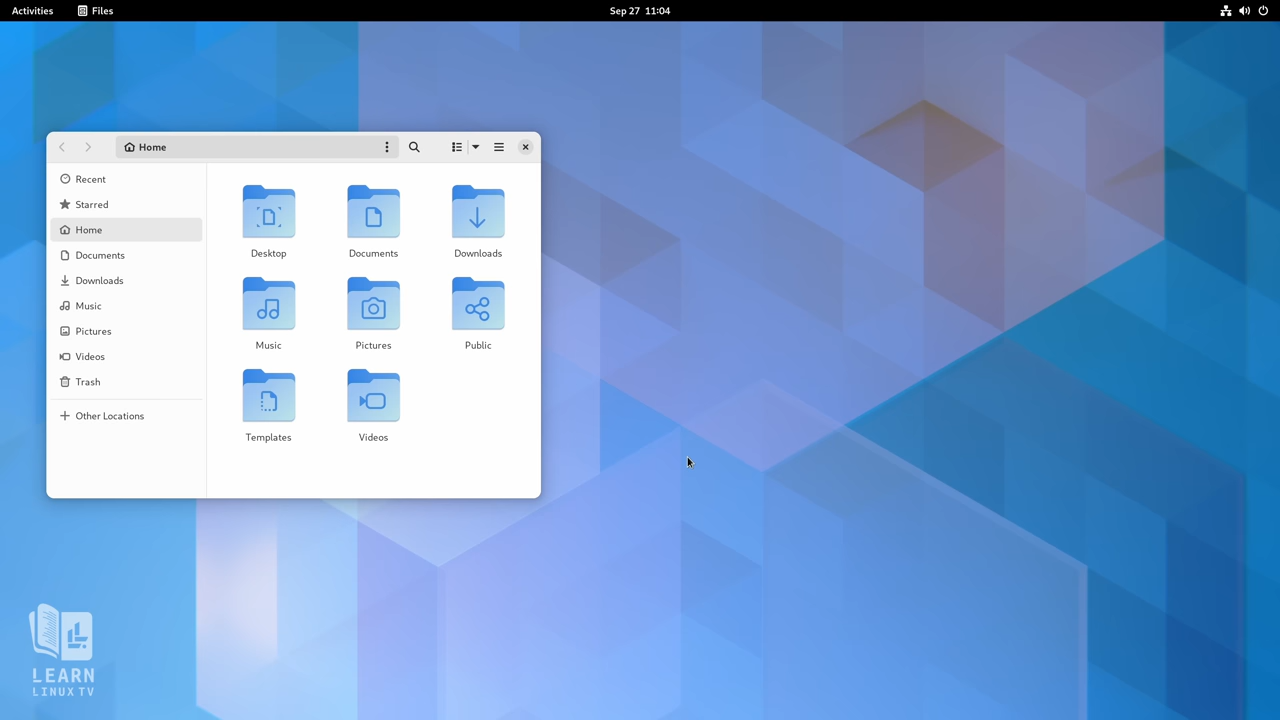 Activities
Files
Sep 27 11:04
Home
Recent
Starred
Home
Documents
Downloads
Music
Pictures
Videos
Trash
Other Locations
Desktop
Documents
Downloads
Music
Pictures
Public
Templates
Videos
LEARN
LINUX TV